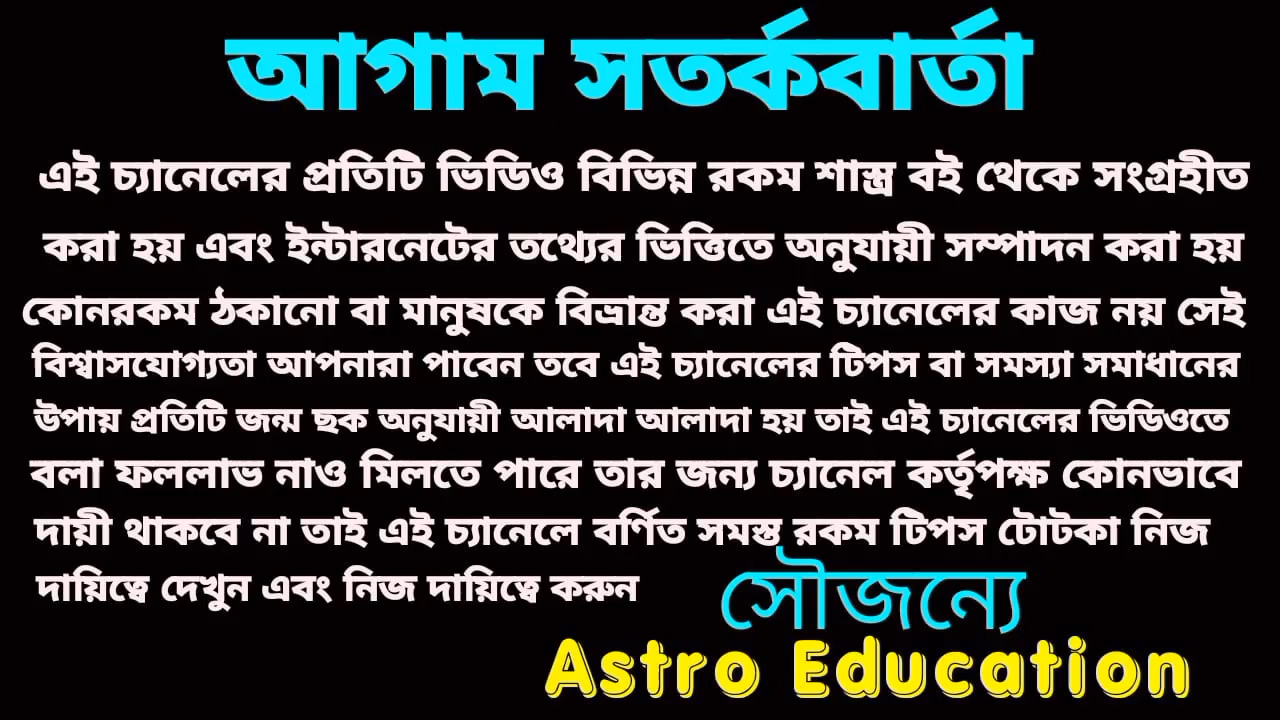 আগাম সতর্কবার্তা
এই চ্যানেলের প্রতিটি ভিডিও বিভিন্ন রকম শাস্ত্র বই থেকে সংগ্রহীত
করা হয় এবং ইন্টারনেটের তথ্যের ভিত্তিতে অনুযায়ী সম্পাদন করা হয়
কোনরকম ঠকানো বা মানুষকে বিভ্রান্ত করা এই চ্যানেলের কাজ নয় সেই
বিশ্বাসযোগ্যতা আপনারা পাবেন তবে এই চ্যানেলের টিপস বা সমস্যা সমাধানের
উপায় প্রতিটি জন্ম ছক অনুযায়ী আলাদা আলাদা হয় তাই এই চ্যানেলের ভিডিওতে
বলা ফললাভ নাও মিলতে পারে তার জন্য চ্যানেল কর্তৃপক্ষ কোনভাবে
দায়ী থাকবে না তাই এই চ্যানেলে বর্ণিত সমস্ত রকম টিপস টোটকা নিজ
দায়িত্বে দেখুন এবং নিজ দায়িত্বে করুন
সৌজন্যে
Astro Education